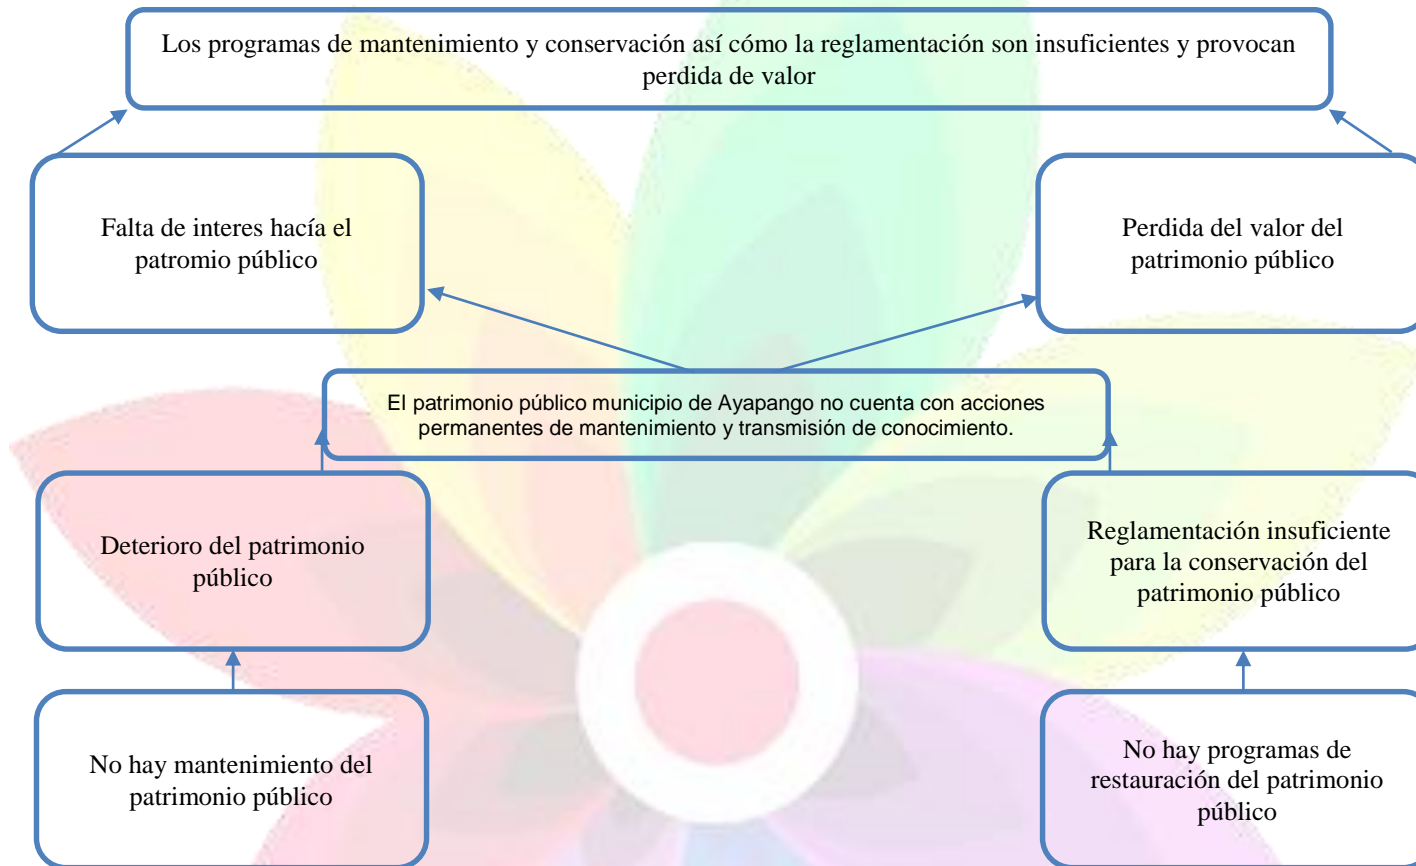 Los programas de mantenimiento y conservación así cómo la reglamentación son insuficientes y provocan
perdida de valor
Falta de interes hacía el
patromio público
Perdida del valor del
patrimonio público
El patrimonio público municipio de Ayapango no cuenta con acciones
permanentes de mantenimiento y transmisión de conocimiento.
Deterioro del patrimonio
público
Reglamentación insuficiente
para la conservación del
patrimonio público
No hay mantenimiento del
patrimonio público
No hay programas de
restauración del patrimonio
público